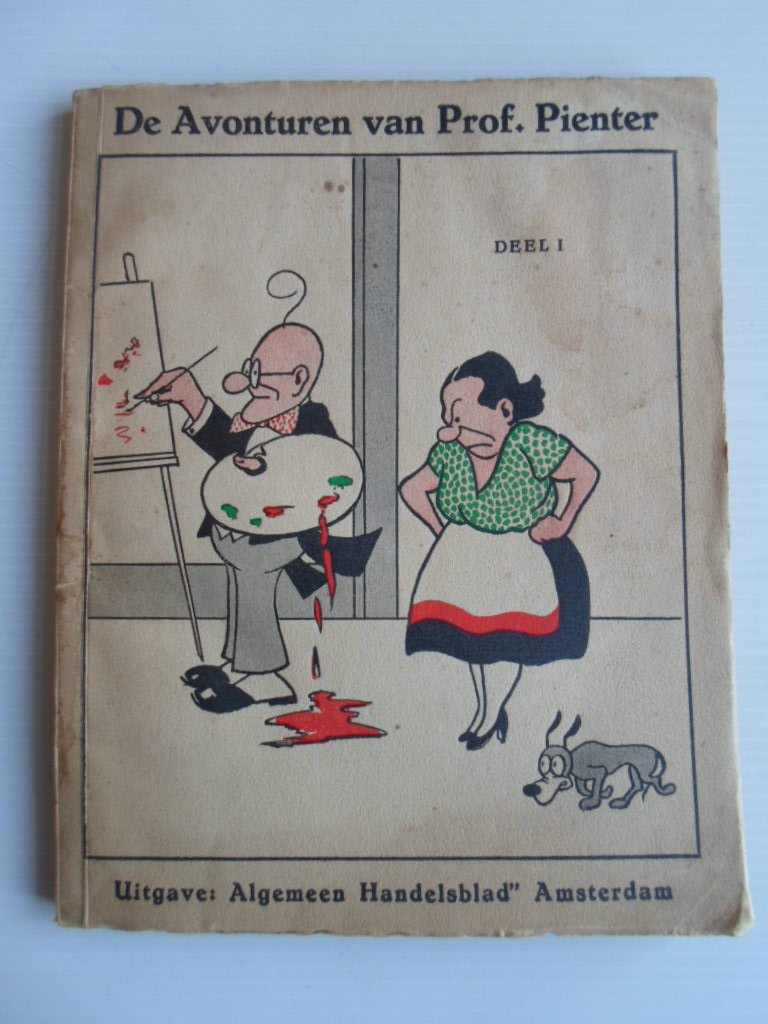 De Avonturen van Prof. Pienter
DEEL I
Uitgave: Algemeen Handelsblad" Amsterdam